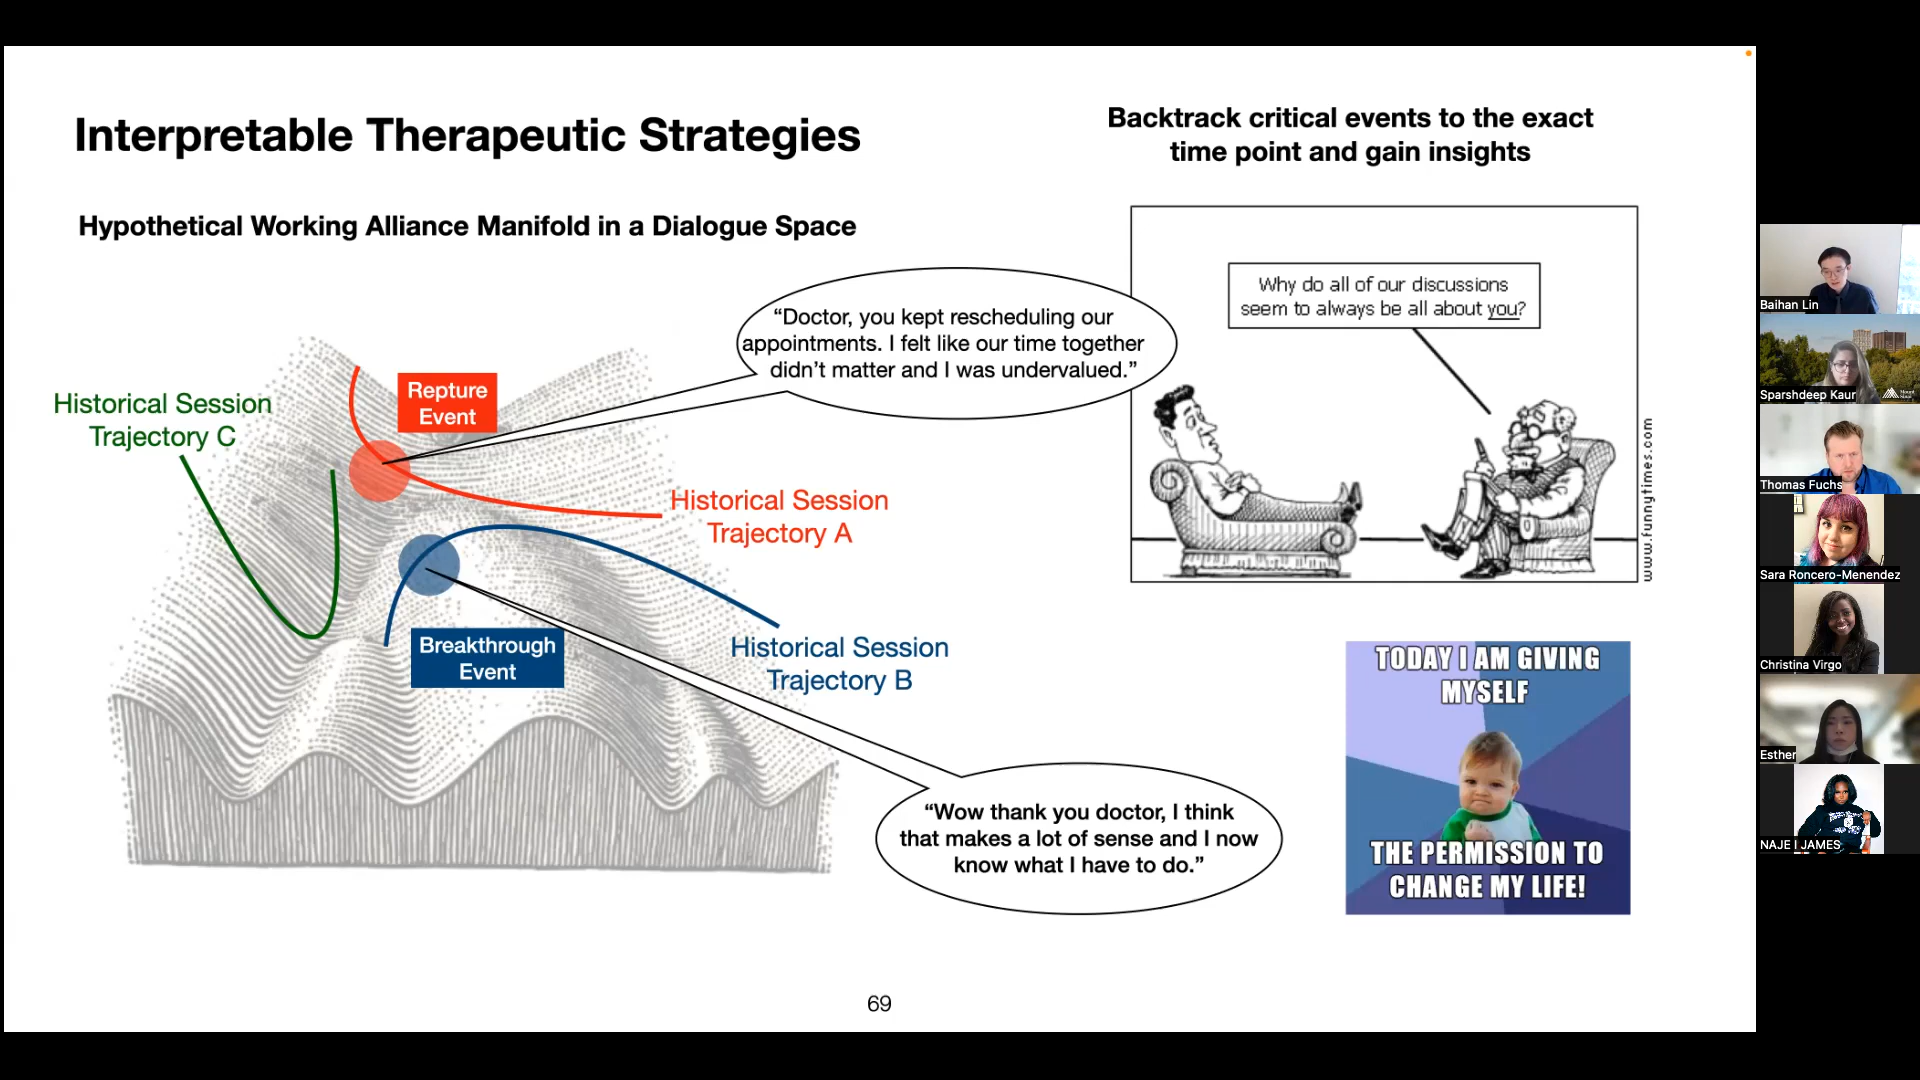 Interpretable Therapeutic Strategies
Hypothetical Working Alliance Manifold in a Dialogue Space
Backtrack critical events to the exact
time point and gain insights
Why do all of our discussions
seem to always be all about you?
www.funnytimes.com
“Doctor, you kept rescheduling our
appointments. I felt like our time together
didn’t matter and I was undervalued.”
Repture
Event
Historical Session
Trajectory C
Historical Session
Trajectory A
Breakthrough
Event
Historical Session
Trajectory B
“Wow thank you doctor, I think
that makes a lot of sense and I now
know what I have to do.”
TODAY I AM GIVING
MYSELF
THE PERMISSION TO
CHANGE MY LIFE!
69
Baihan Lin
Sparshdeep Kaur
Thomas Fuchs
Sara Roncero-Menendez
Christina Virgo
Esther
NAJE I JAMES